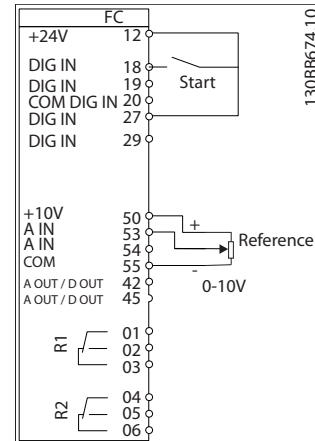 FC
+24V 12
DIG IN 18
DIG IN 19
COM DIG IN 20
DIG IN 27
DIG IN 29
Start
+10V 50
A IN 53
A IN 54
COM 55
A OUT / D OUT 42
A OUT / D OUT 45
+
-
Reference
0-10V
R1
01
02
03
R2
04
05
06
130BB674.10